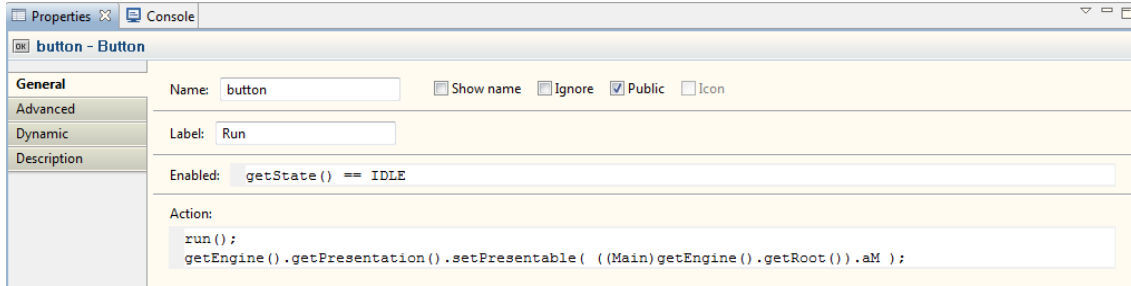 Properties Console
OK button - Button
General
Name: button Show name Ignore Public Icon
Advanced
Dynamic
Label: Run
Description
Enabled: getState() == IDLE
Action:
run();
getEngine().getPresentation().setPresentable( ((Main)getEngine().getRoot()).aM );